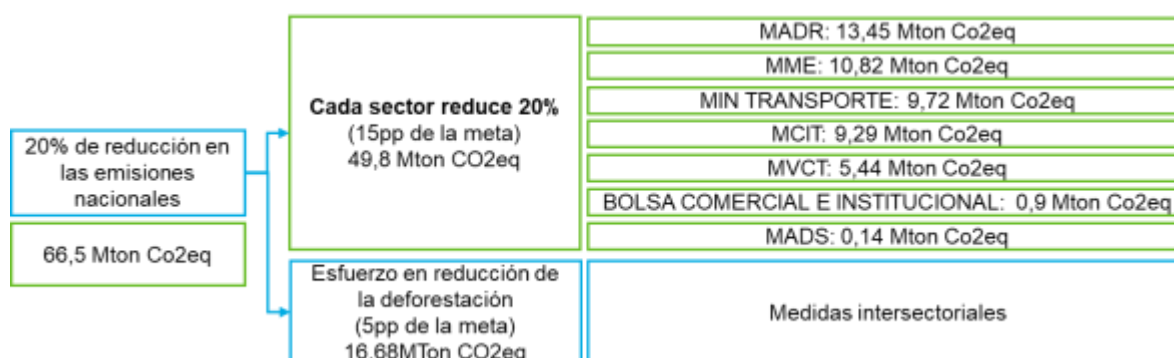 20% de reducción en
las emisiones
nacionales
66,5 Mton Co2eq
Cada sector reduce 20%
(15pp de la meta)
49,8 Mton CO2eq
Esfuerzo en reducción de
la deforestación
(5pp de la meta)
16,68MTon CO2eq
MADR: 13,45 Mton Co2eq
MME: 10,82 Mton Co2eq
MIN TRANSPORTE: 9,72 Mton Co2eq
MCIT: 9,29 Mton Co2eq
MVCT: 5,44 Mton Co2eq
BOLSA COMERCIAL E INSTITUCIONAL: 0,9 Mton Co2eq
MADS: 0,14 Mton Co2eq
Medidas intersectoriales